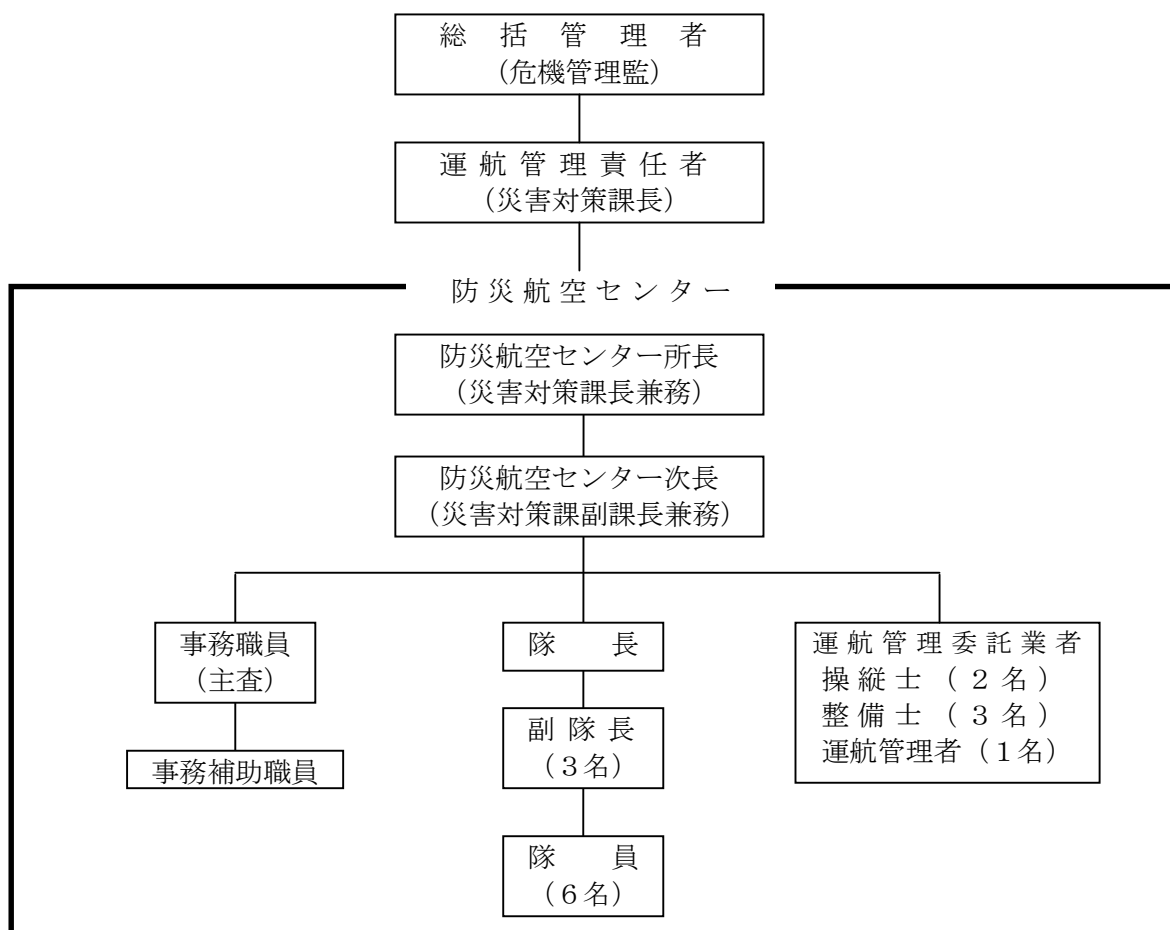 総括管理者
（危機管理監）
運航管理責任者
（災害対策課長）
防災航空センター
防災航空センター所長
（災害対策課長兼務）
防災航空センター次長
（災害対策課副課長兼務）
事務職員
（主査）
事務補助職員
隊長
副隊長
（３名）
隊員
（６名）
運航管理委託業者
操縦士（２名）
整備士（３名）
運航管理者（１名）